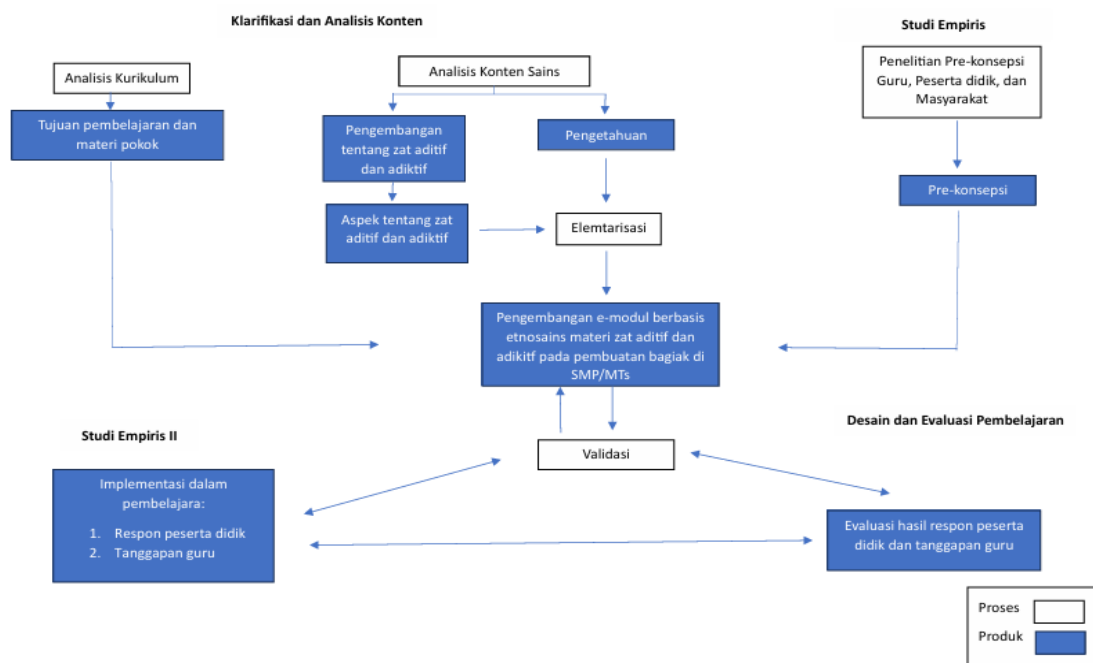 Klarifikasi dan Analisis Konten
Studi Empiris
Analisis Kurikulum
Analisis Konten Sains
Penelitian Pre-konsepsi
Guru, Peserta didik, dan
Masyarakat
Tujuan pembelajaran dan
materi pokok
Pengembangan
tentang zat aditif
dan adiktif
Pengetahuan
Pre-konsepsi
Aspek tentang zat
aditif dan adiktif
Elemtarisasi
Pengembangan e-modul berbasis
etnosains materi zat aditif dan
adikitf pada pembuatan bagiak di
SMP/MTs
Studi Empiris II
Desain dan Evaluasi Pembelajaran
Validasi
Implementasi dalam
pembelajara:
1. Respon peserta didik
2. Tanggapan guru
Evaluasi hasil respon peserta
didik dan tanggapan guru
Proses
Produk